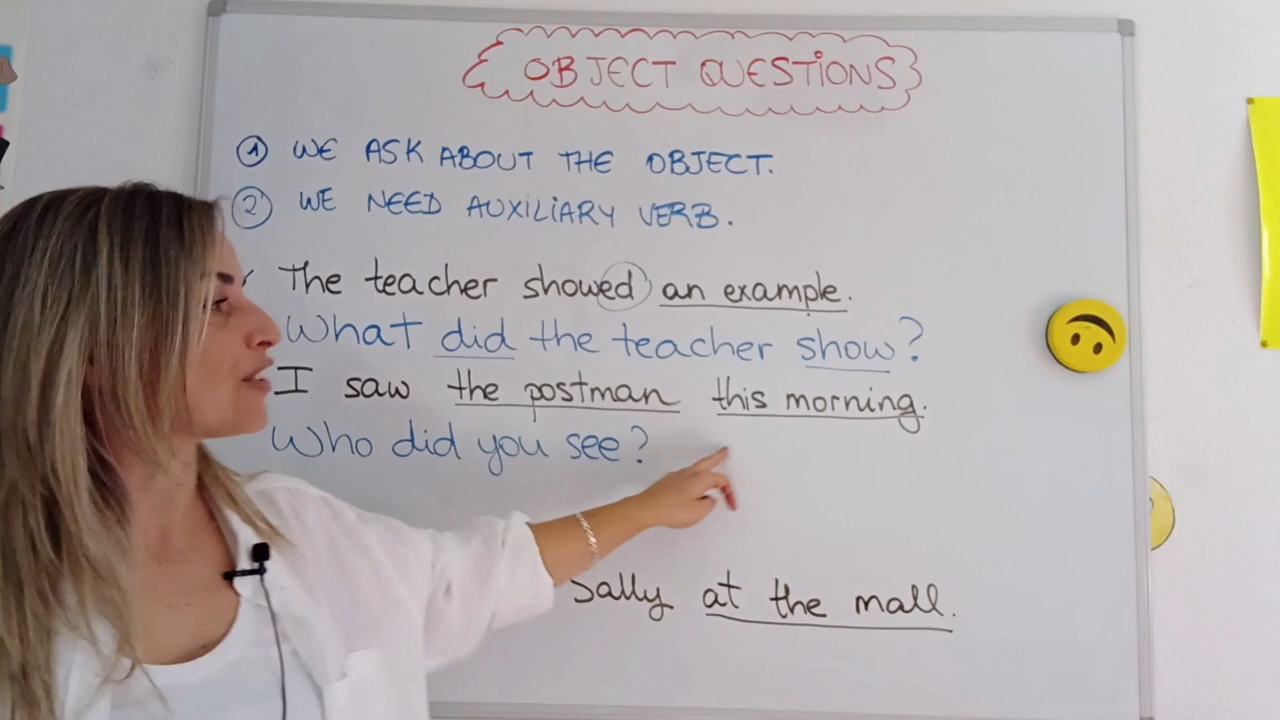 OBJECT QUESTIONS
1 WE ASK ABOUT THE OBJECT.
2 WE NEED AUXILIARY VERB.
The teacher showed an example.
What did the teacher show?
I saw the postman this morning.
Who did you see?
Sally at the mall.